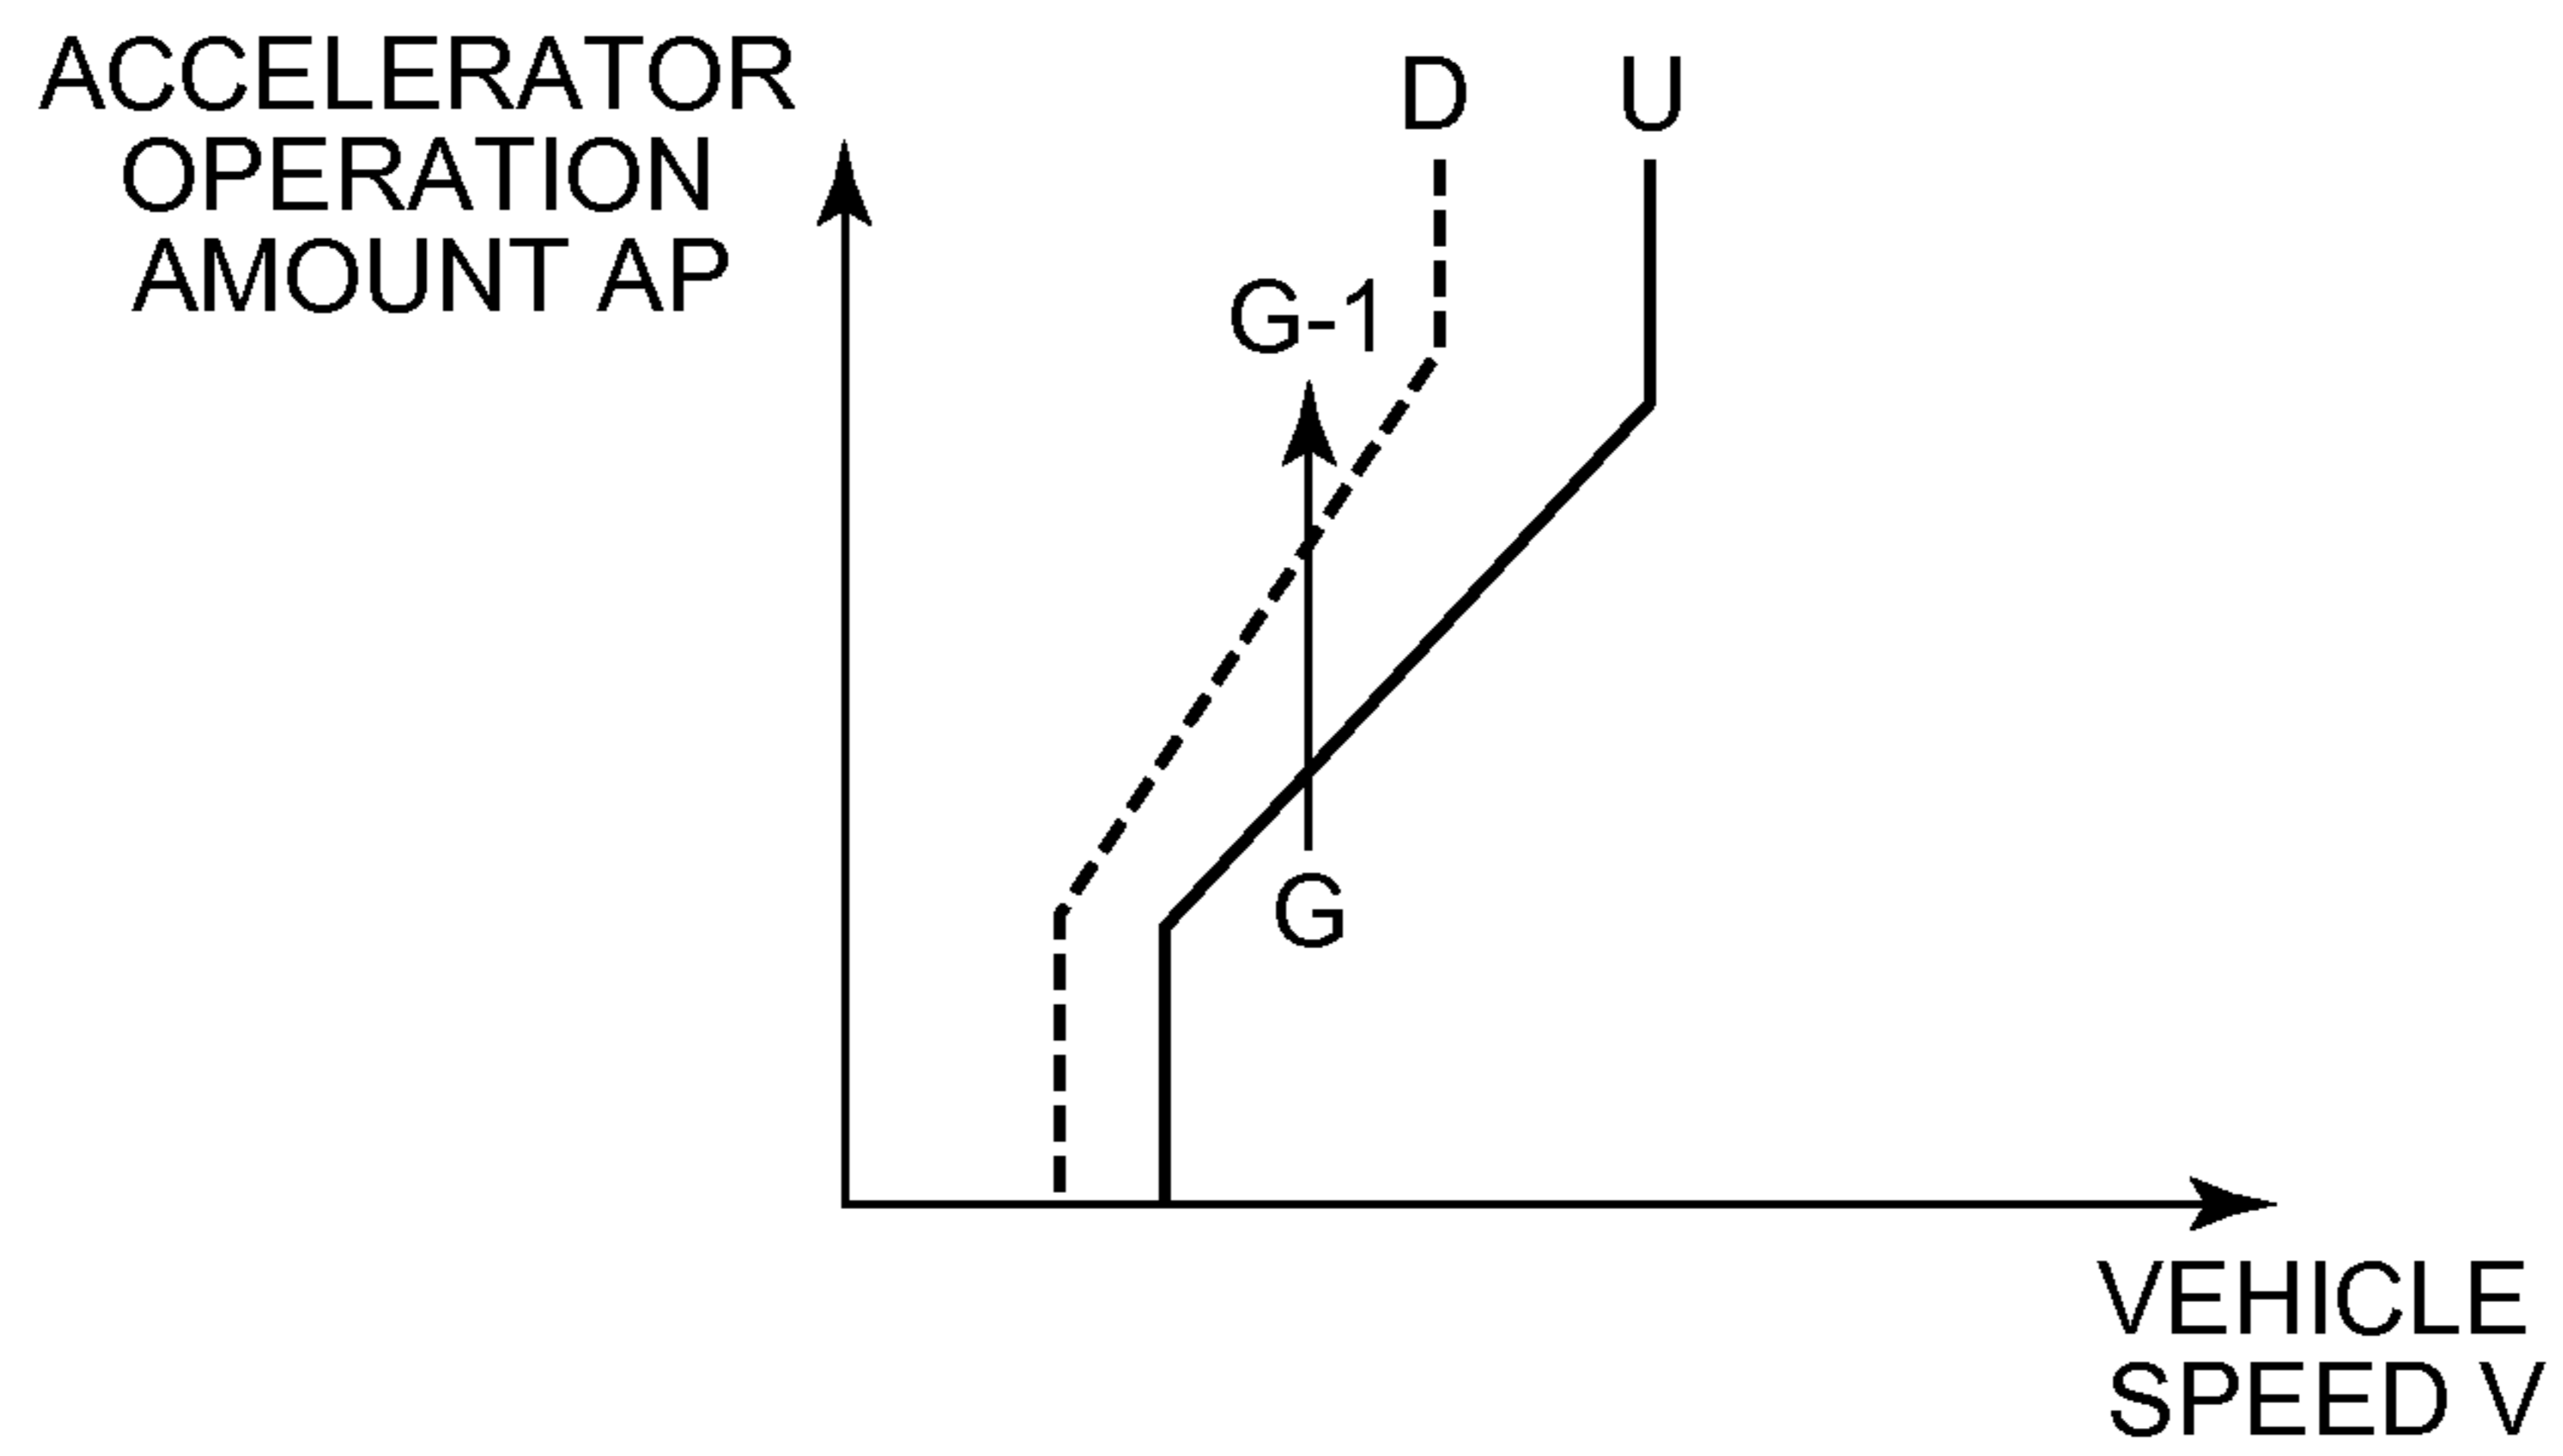 ACCELERATOR
OPERATION
AMOUNT AP
D
U
G-1
G
VEHICLE
SPEED V